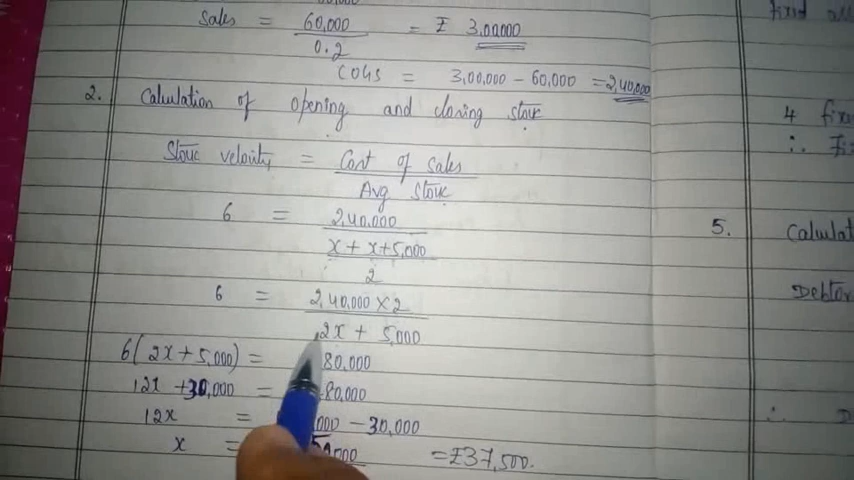 Sales = 60,000 / 0.2 = ₹ 3,00,000
COGS = 3,00,000 - 60,000 = 2,40,000
2. Calculation of opening and closing stock
Stock velocity = Cost of Sales / Avg Stock
6 = 2,40,000 / x + x+5,000 / 2
6 = 2,40,000 x 2 / 2x + 5,000
6(2x+5,000) = 80,000
12x +30,000 = 80,000
12x = 000 - 30,000
x = 000 = ₹37,500.
fixed
4 fixe
∴
5. Calculat
Debtor
∴ D